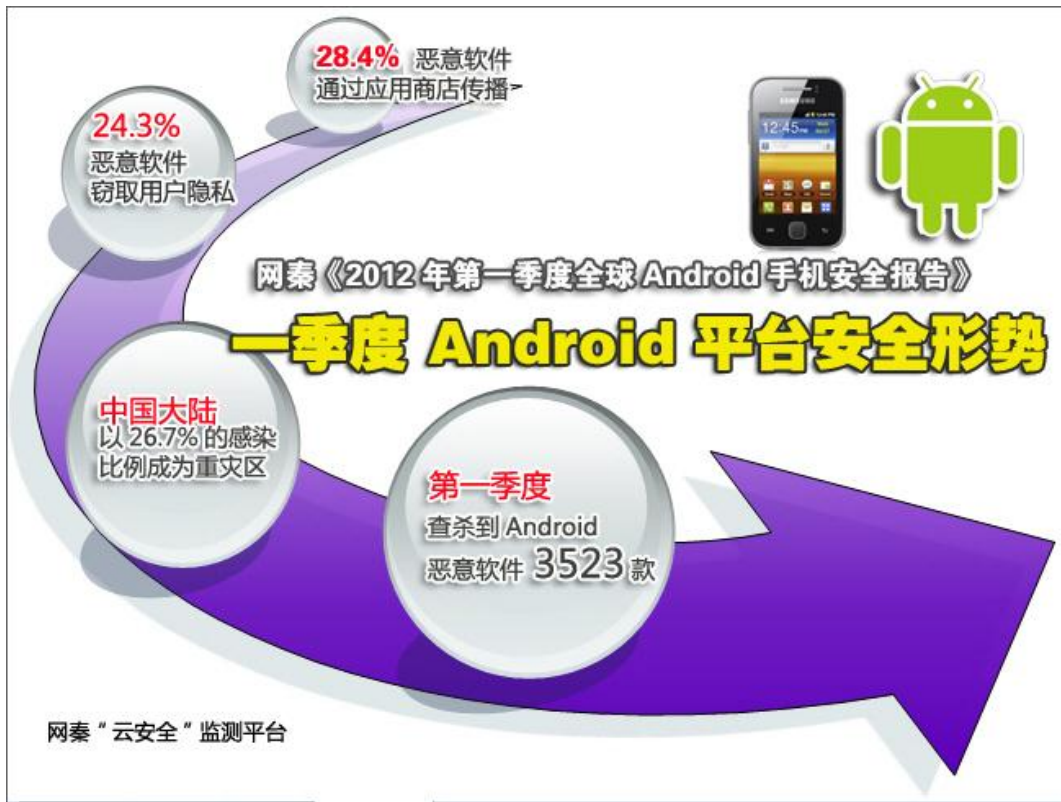 28.4% 恶意软件
通过应用商店传播
24.3%
恶意软件
窃取用户隐私
SAMSUNG
12:45
网秦《2012 年第一季度全球 Android 手机安全报告》
一季度 Android 平台安全形势
中国大陆
以 26.7% 的感染
比例成为重灾区
第一季度
查杀到 Android
恶意软件 3523 款
网秦 “云安全” 监测平台